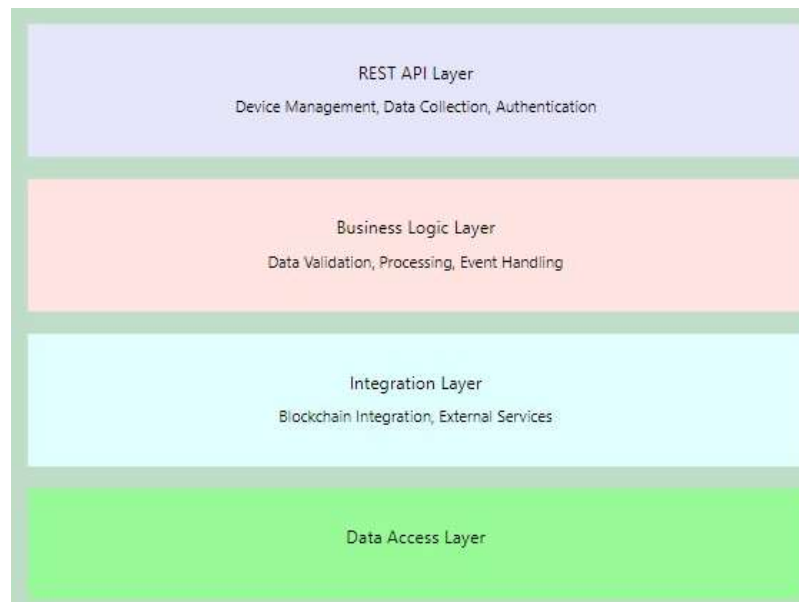 REST API Layer
Device Management, Data Collection, Authentication
Business Logic Layer
Data Validation, Processing, Event Handling
Integration Layer
Blockchain Integration, External Services
Data Access Layer